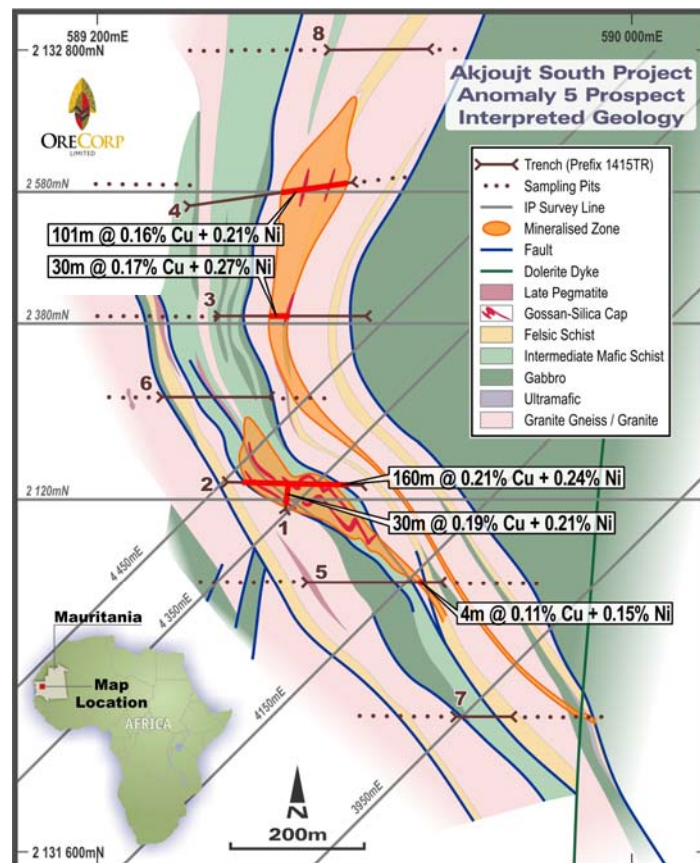 589 200mE
8
590 000mE
2 132 800mN
Akjoujt South Project
Anomaly 5 Prospect
Interpreted Geology
ORECORP
LIMITED
Trench (Prefix 1415TR)
Sampling Pits
IP Survey Line
Mineralised Zone
Fault
Dolerite Dyke
Late Pegmatite
Gossan-Silica Cap
Felsic Schist
Intermediate Mafic Schist
Gabbro
Ultramafic
Granite Gneiss / Granite
2 580mN
4
101m @ 0.16% Cu + 0.21% Ni
30m @ 0.17% Cu + 0.27% Ni
3
2 380mN
6
2
160m @ 0.21% Cu + 0.24% Ni
2 120mN
30m @ 0.19% Cu + 0.21% Ni
1
5
4 450mE
4 350mE
4150mE
3950mE
4m @ 0.11% Cu + 0.15% Ni
7
Mauritania
Map
Location
AFRICA
N
200m
2 131 600mN